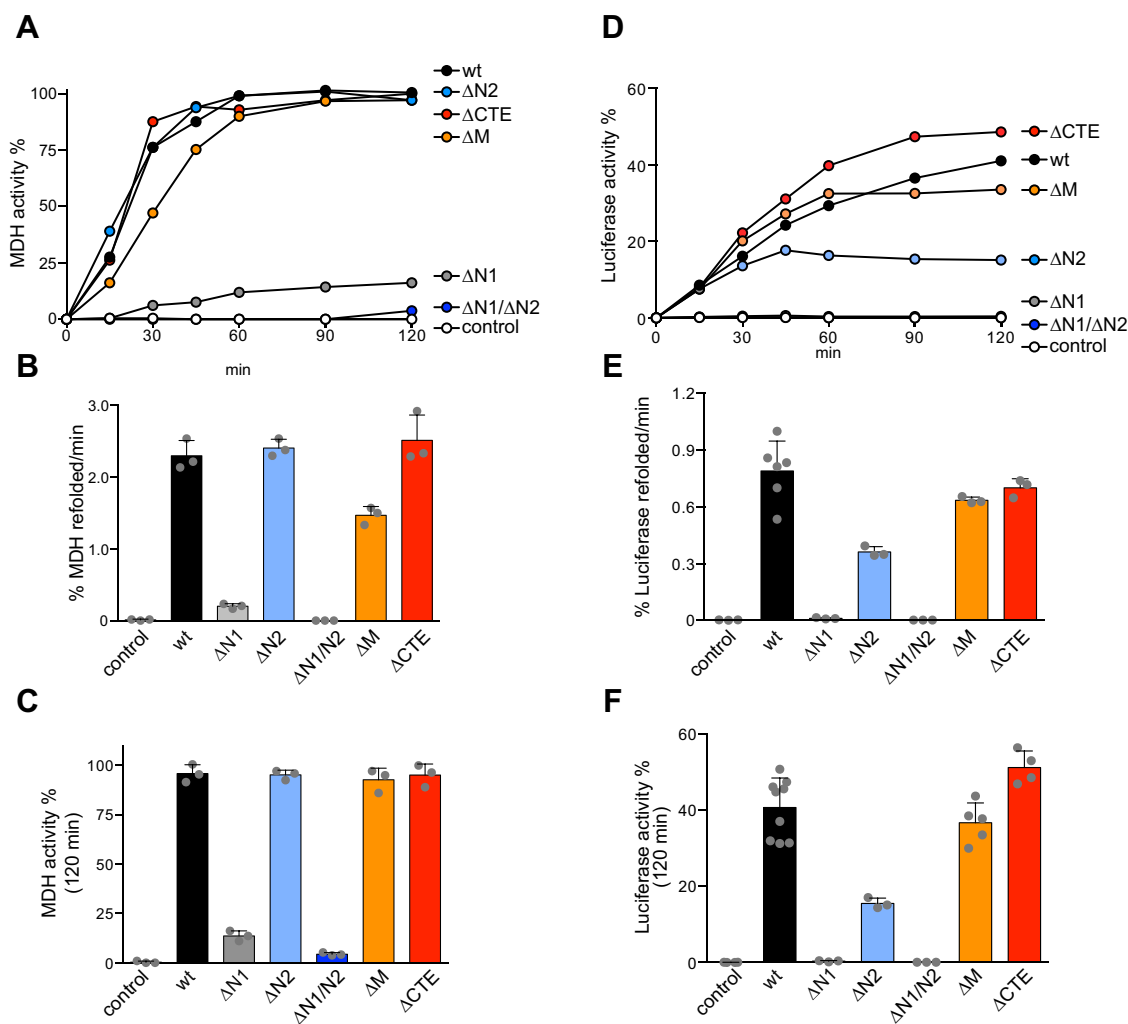 A
MDH activity %
100
75
50
25
0
0 15 30 45 60 90 120
min
wt
ΔN2
ΔCTE
ΔM
ΔN1
ΔN1/ΔN2
control
D
Luciferase activity %
60
40
20
0
0 15 30 45 60 90 120
min
ΔCTE
wt
ΔM
ΔN2
ΔN1
ΔN1/ΔN2
control
B
% MDH refolded/min
3.0
2.0
1.0
0
control wt ΔN1 ΔN2 ΔN1/N2 ΔM ΔCTE
E
% Luciferase refolded/min
1.2
0.9
0.6
0.3
0
control wt ΔN1 ΔN2 ΔN1/N2 ΔM ΔCTE
C
MDH activity %
(120 min)
100
75
50
25
0
control wt ΔN1 ΔN2 ΔN1/N2 ΔM ΔCTE
F
Luciferase activity %
(120 min)
60
40
20
0
control wt ΔN1 ΔN2 ΔN1/N2 ΔM ΔCTE